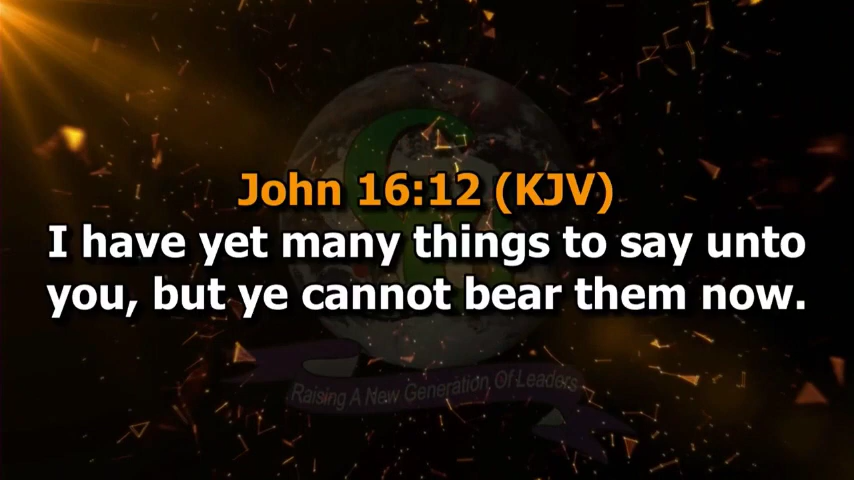 John 16:12 (KJV)
I have yet many things to say unto
you, but ye cannot bear them now.
Raising A New Generation Of Leaders